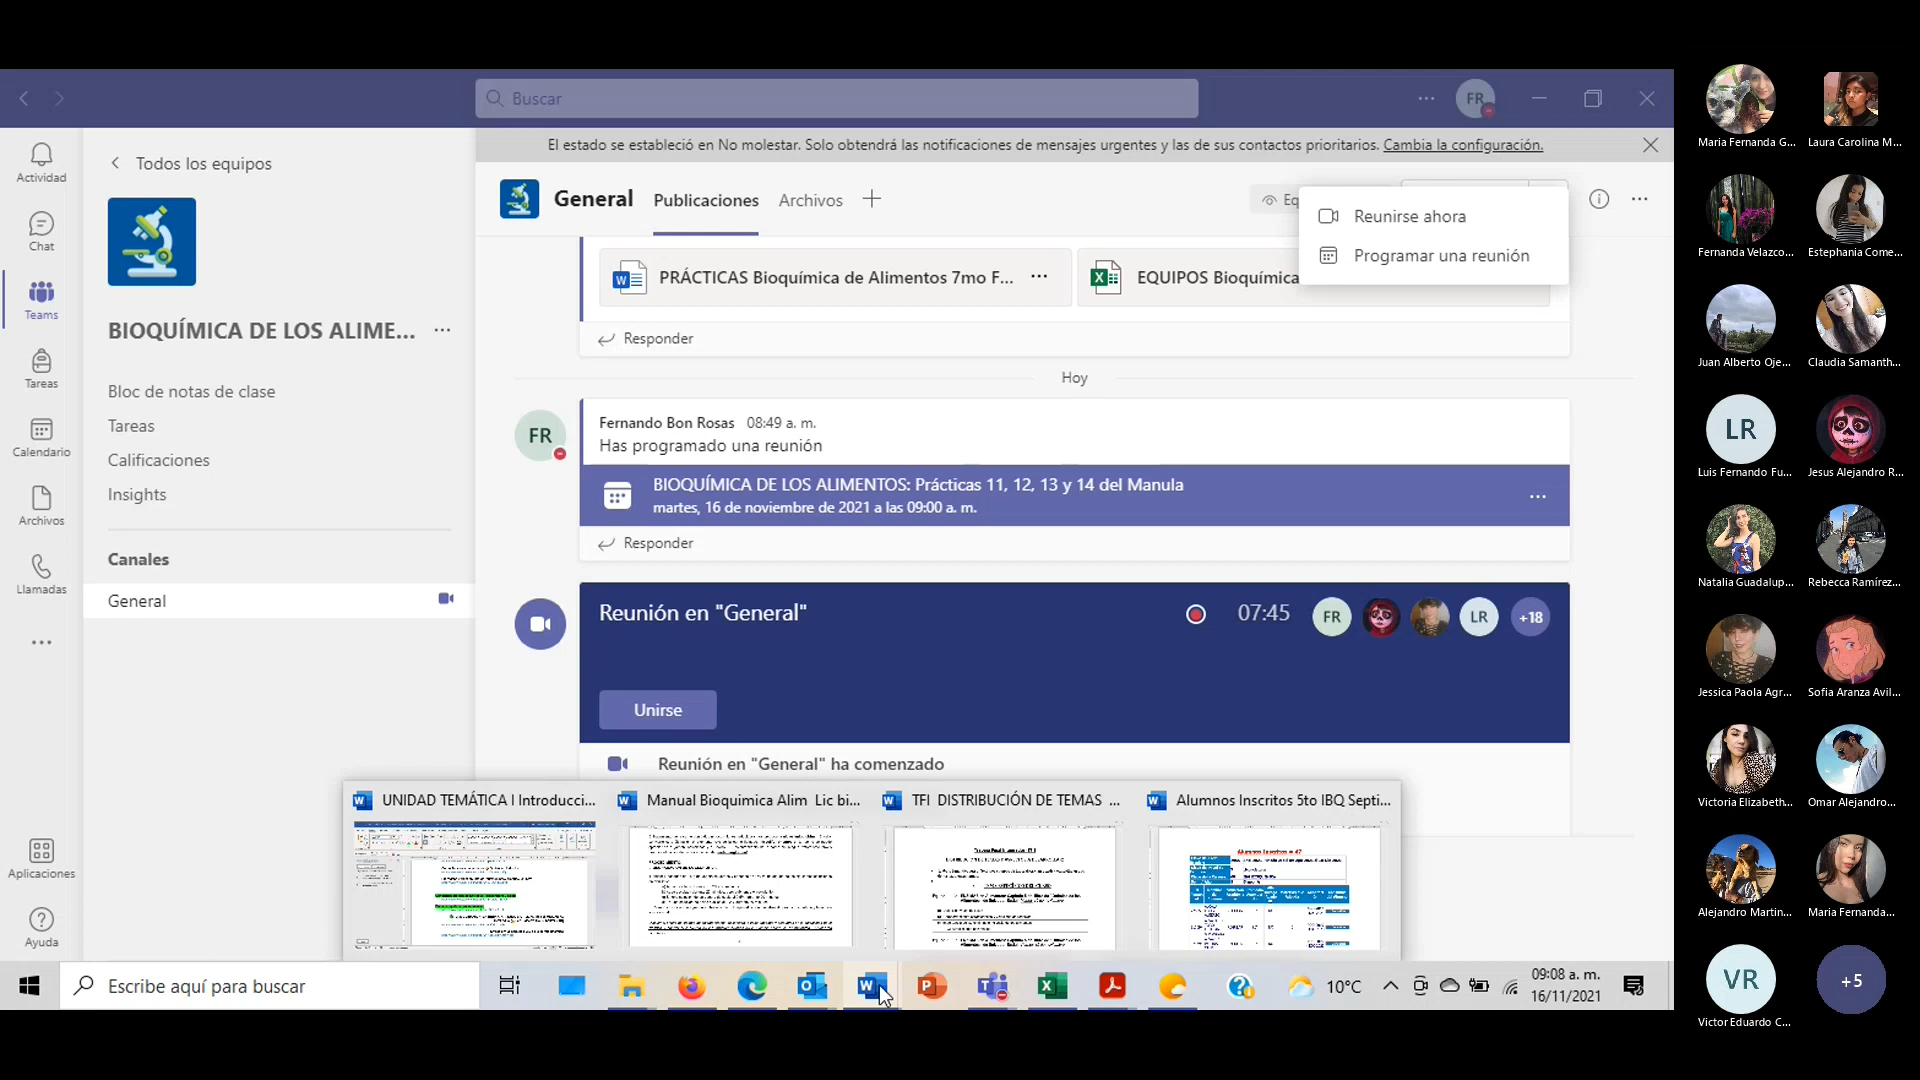 Buscar
FR
El estado se estableció en No molestar. Solo obtendrá las notificaciones de mensajes urgentes y las de sus contactos prioritarios. Cambia la configuración.
Actividad
Chat
Teams
Tareas
Calendario
Archivos
Llamadas
Aplicaciones
Ayuda
Todos los equipos
BIOQUÍMICA DE LOS ALIME...
Bloc de notas de clase
Tareas
Calificaciones
Insights
Canales
General
General
Publicaciones
Archivos
Eq
Reunirse ahora
Programar una reunión
PRÁCTICAS Bioquímica de Alimentos 7mo F...
EQUIPOS Bioquímica
Responder
Hoy
FR
Fernando Bon Rosas 08:49 a. m.
Has programado una reunión
BIOQUÍMICA DE LOS ALIMENTOS: Prácticas 11, 12, 13 y 14 del Manula
martes, 16 de noviembre de 2021 a las 09:00 a. m.
Responder
Reunión en "General"
07:45
FR
LR
+18
Unirse
Reunión en "General" ha comenzado
UNIDAD TEMÁTICA I Introducci...
Manual Bioquimica Alim Lic bi...
TFI DISTRIBUCIÓN DE TEMAS ...
Alumnos Inscritos 5to IBQ Septi...
Alumnos Inscritos = 47
Escribe aquí para buscar
10°C
09:08 a. m.
16/11/2021
Maria Fernanda G...
Laura Carolina M...
Fernanda Velazco...
Estephania Come...
Juan Alberto Oje...
Claudia Samanth...
LR
Luis Fernando Fu...
Jesus Alejandro R...
Natalia Guadalup...
Rebecca Ramírez...
Jessica Paola Agr...
Sofia Aranza Avil...
Victoria Elizabeth...
Omar Alejandro...
Alejandro Martin...
Maria Fernanda...
VR
Victor Eduardo C...
+5